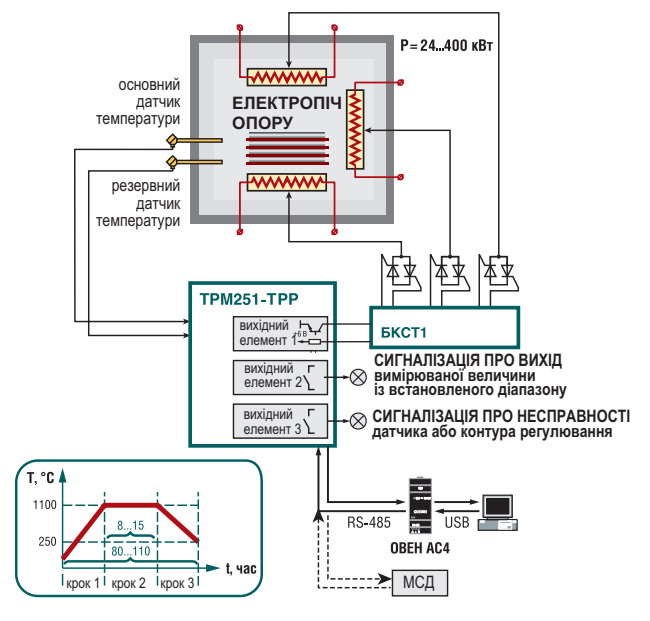 P = 24...400 кВт
основний
датчик
температури
ЕЛЕКТРОПІЧ
ОПОРУ
резервний
датчик
температури
ТРМ251-ТРР
вихідний
елемент 1
+6 В
БКСТ1
вихідний
елемент 2
СИГНАЛІЗАЦІЯ ПРО ВИХІД
вимірюваної величини
із встановленого діапазону
вихідний
елемент 3
СИГНАЛІЗАЦІЯ ПРО НЕСПРАВНОСТІ
датчика або контура регулювання
T, °C
1100
8...15
250
80...110
t, час
крок 1
крок 2
крок 3
RS-485
USB
ОВЕН АС4
МСД